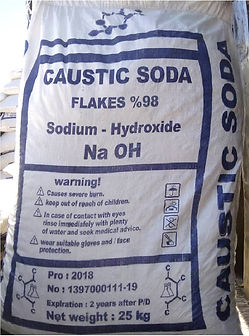 CAUSTIC SODA
FLAKES %98
Sodium - Hydroxide
Na OH
warning!
Causes severe burn.
keep out of reach of children.
In case of contact with eyes
rinse immediately with plenty
of water and seek medical advice.
wear suitable glovers and / face
protection.
Pro : 2018
No : 1397000111-19
Expiration : 2 years after P/D
Net weight : 25 kg
CAUSTIC SODA